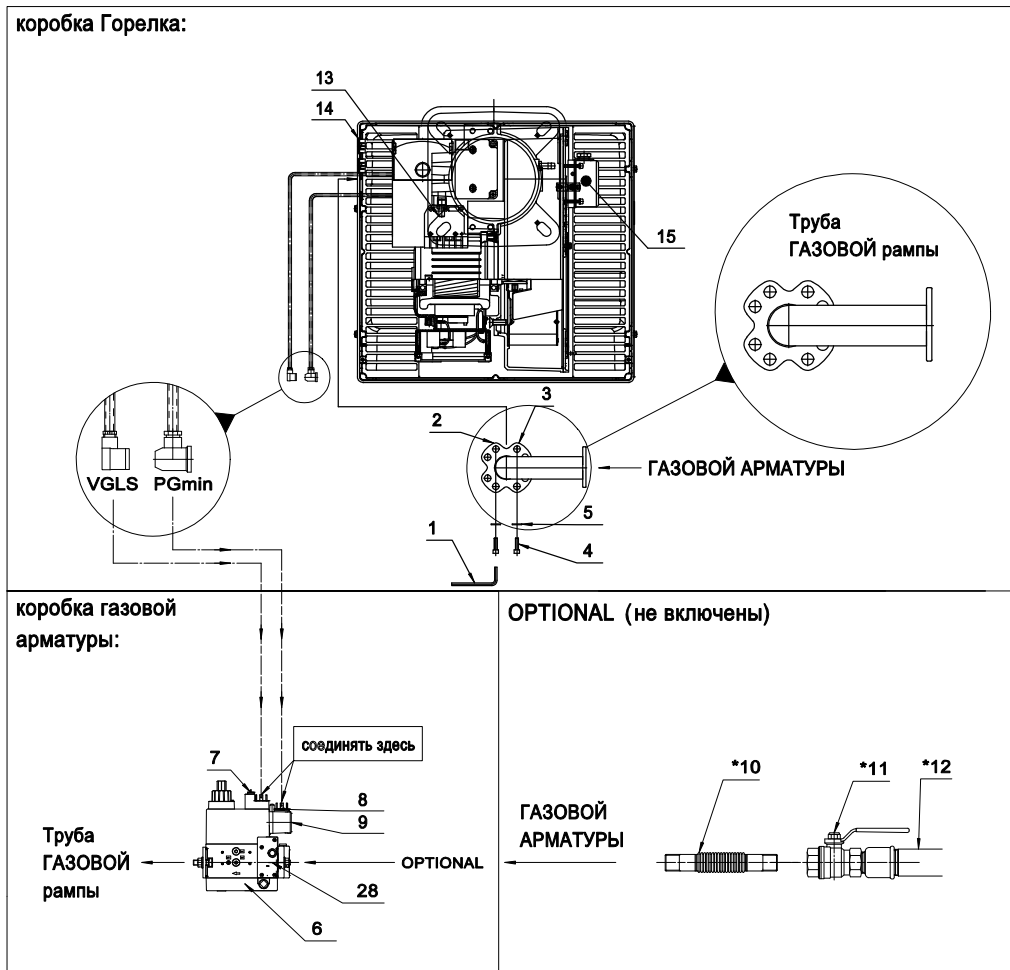 коробка Горелка:
13
14
15
Труба
ГАЗОВОЙ рампы
2
3
ГАЗОВОЙ АРМАТУРЫ
VGLS PGmin
5
1
4
коробка газовой
арматуры:
OPTIONAL (не включены)
соединять здесь
7
8
9
*10
*11
*12
Труба
ГАЗОВОЙ
рампы
OPTIONAL
ГАЗОВОЙ
АРМАТУРЫ
28
6